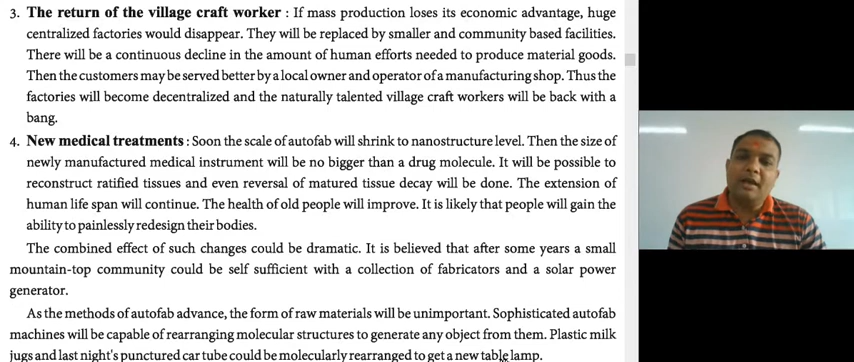 3. The return of the village craft worker : If mass production loses its economic advantage, huge
centralized factories would disappear. They will be replaced by smaller and community based facilities.
There will be a continuous decline in the amount of human efforts needed to produce material goods.
Then the customers may be served better by a local owner and operator of a manufacturing shop. Thus the
factories will become decentralized and the naturally talented village craft workers will be back with a
bang.
4. New medical treatments : Soon the scale of autofab will shrink to nanostructure level. Then the size of
newly manufactured medical instrument will be no bigger than a drug molecule. It will be possible to
reconstruct ratified tissues and even reversal of matured tissue decay will be done. The extension of
human life span will continue. The health of old people will improve. It is likely that people will gain the
ability to painlessly redesign their bodies.
The combined effect of such changes could be dramatic. It is believed that after some years a small
mountain-top community could be self sufficient with a collection of fabricators and a solar power
generator.
As the methods of autofab advance, the form of raw materials will be unimportant. Sophisticated autofab
machines will be capable of rearranging molecular structures to generate any object from them. Plastic milk
jugs and last night's punctured car tube could be molecularly rearranged to get a new table lamp.